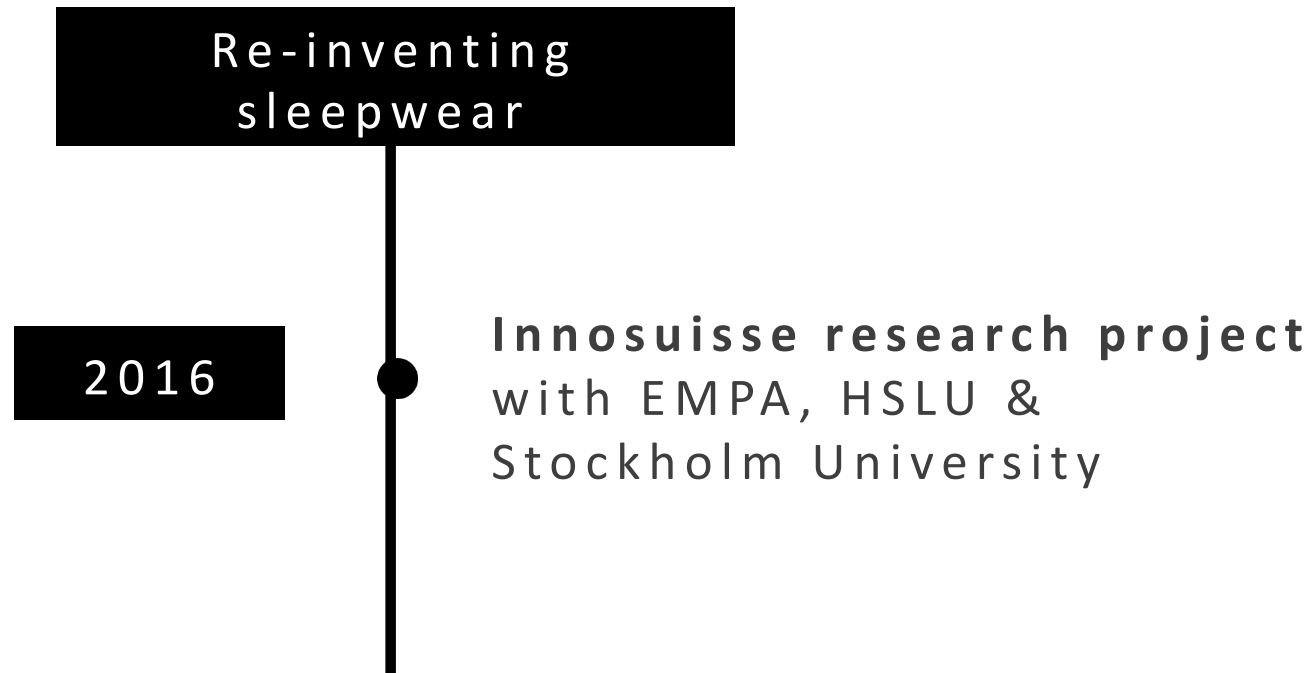 Re-inventing
sleepwear
2016
Innosuisse research project
with EMPA, HSLU &
Stockholm University